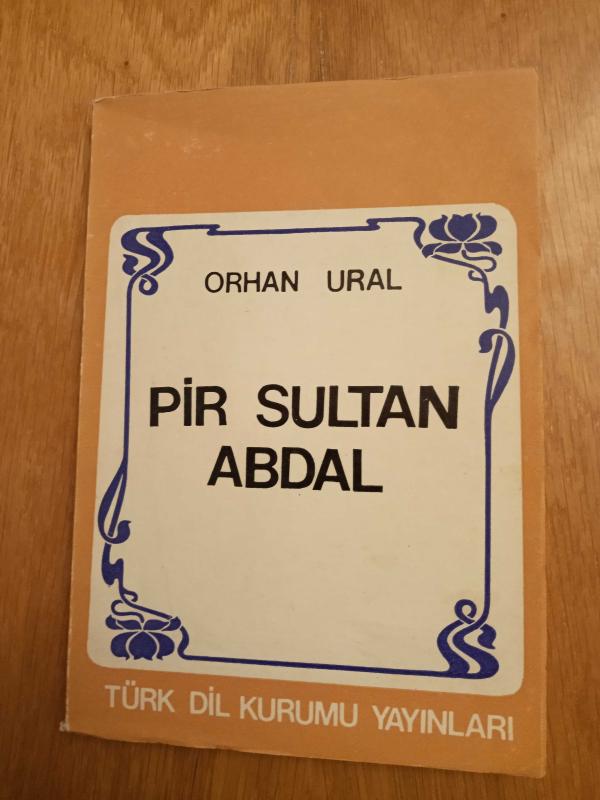 ORHAN URAL
PİR SULTAN
ABDAL
TÜRK DİL KURUMU YAYINLARI